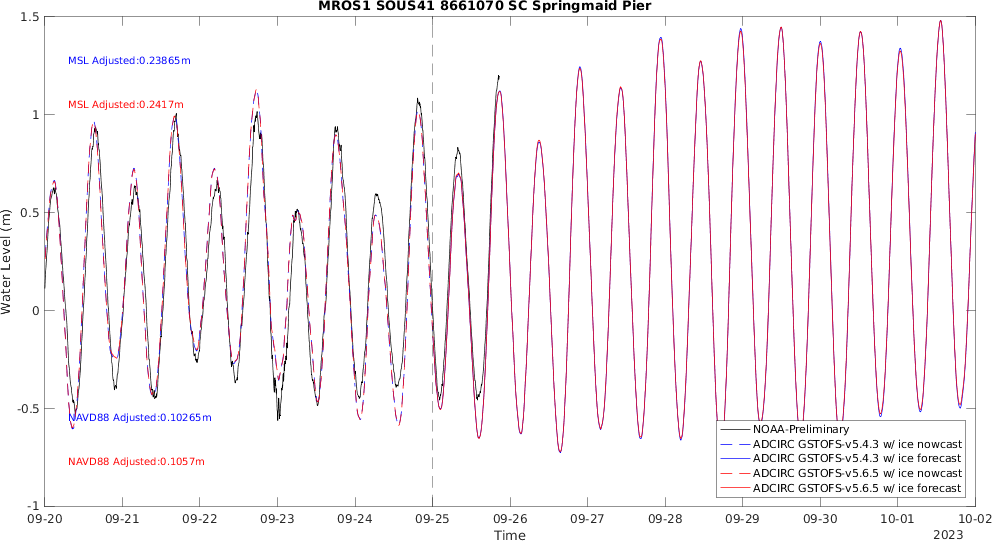 MROS1 SOUS41 8661070 SC Springmaid Pier
1.5
1
0.5
0
-0.5
-1
Water Level (m)
MSL Adjusted:0.23865m
MSL Adjusted:0.2417m
NAVD88 Adjusted:0.10265m
NAVD88 Adjusted:0.1057m
NOAA-Preliminary
ADCIRC GSTOFS-v5.4.3 w/ ice nowcast
ADCIRC GSTOFS-v5.4.3 w/ ice forecast
ADCIRC GSTOFS-v5.6.5 w/ ice nowcast
ADCIRC GSTOFS-v5.6.5 w/ ice forecast
09-20 09-21 09-22 09-23 09-24 09-25 09-26 09-27 09-28 09-29 09-30 10-01 10-02
Time
2023